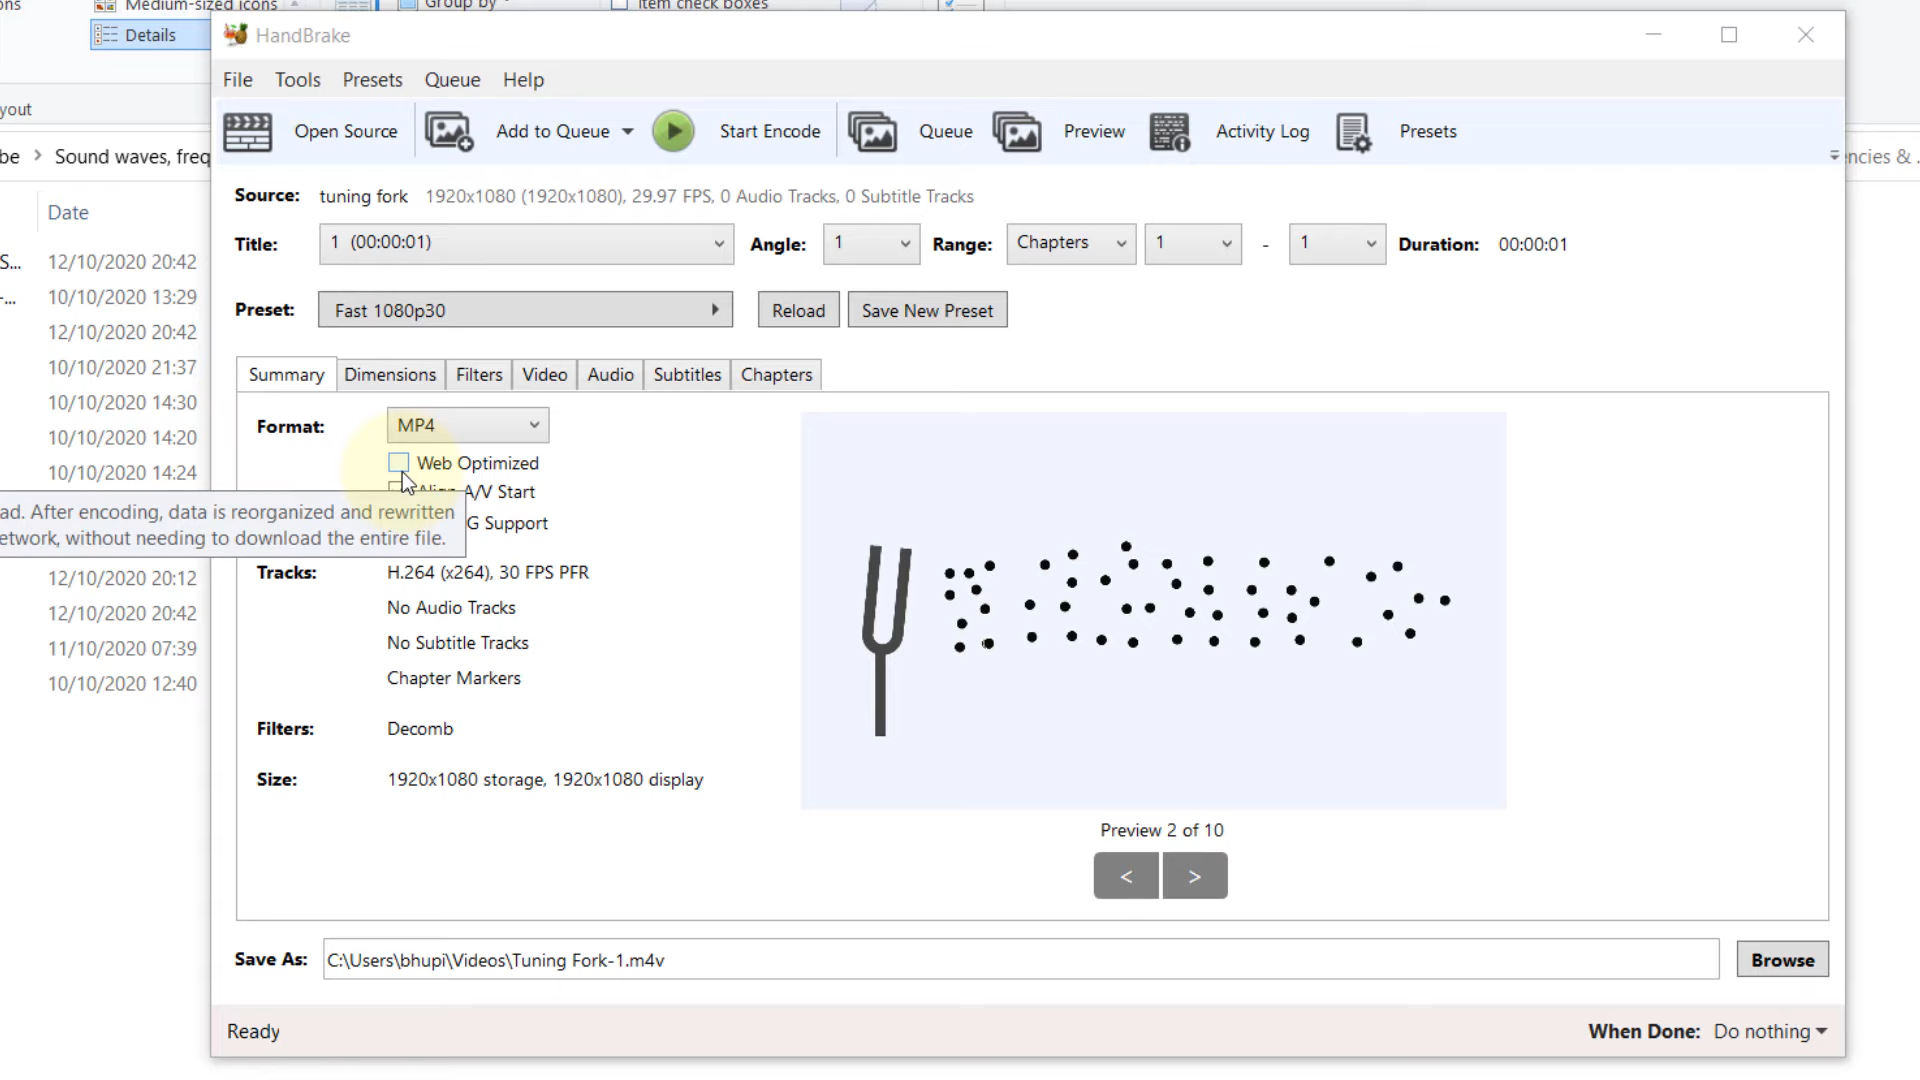 Medium-sized icons
Group by
Item check boxes
Details
HandBrake
File Tools Presets Queue Help
yout
Open Source Add to Queue Start Encode Queue Preview Activity Log Presets
be > Sound waves, freq
ncies & .
Source: tuning fork 1920x1080 (1920x1080), 29.97 FPS, 0 Audio Tracks, 0 Subtitle Tracks
Date
Title: 1 (00:00:01) Angle: 1 Range: Chapters 1 - 1 Duration: 00:00:01
S... 12/10/2020 20:42
-... 10/10/2020 13:29
Preset: Fast 1080p30 Reload Save New Preset
12/10/2020 20:42
10/10/2020 21:37
Summary Dimensions Filters Video Audio Subtitles Chapters
10/10/2020 14:30
Format: MP4
10/10/2020 14:20
Web Optimized
10/10/2020 14:24
Align A/V Start
ad. After encoding, data is reorganized and rewritten
etwork, without needing to download the entire file.
G Support
12/10/2020 20:12
Tracks: H.264 (x264), 30 FPS PFR
12/10/2020 20:42
No Audio Tracks
11/10/2020 07:39
No Subtitle Tracks
10/10/2020 12:40
Chapter Markers
Filters: Decomb
Size: 1920x1080 storage, 1920x1080 display
Preview 2 of 10
< >
Save As: C:\Users\bhupi\Videos\Tuning Fork-1.m4v Browse
Ready
When Done: Do nothing